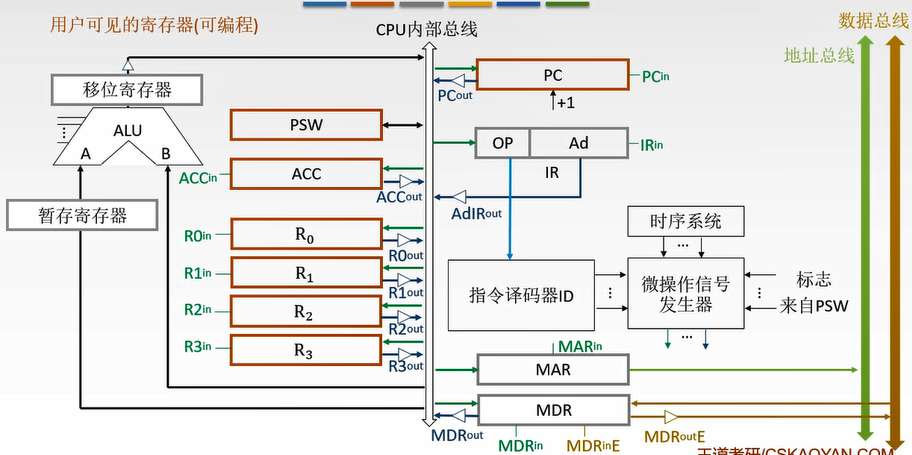 用户可见的寄存器(可编程)
CPU内部总线
数据总线
地址总线
移位寄存器
ALU
A
B
暂存寄存器
PSW
ACCin
ACC
ACCout
R0in
R0
R0out
R1in
R1
R1out
R2in
R2
R2out
R3in
R3
R3out
PC
PCin
PCout
+1
OP
Ad
IRin
IR
AdIRout
时序系统
...
指令译码器ID
...
微操作信号
发生器
...
标志
来自PSW
...
MARin
MAR
MDR
MDRout
MDRin
MDRinE
MDRoutE
王道考研/CSKAOYAN.COM